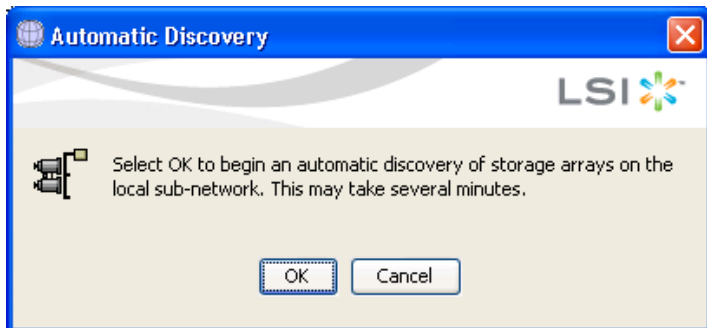 Automatic Discovery
LSI
Select OK to begin an automatic discovery of storage arrays on the
local sub-network. This may take several minutes.
OK
Cancel